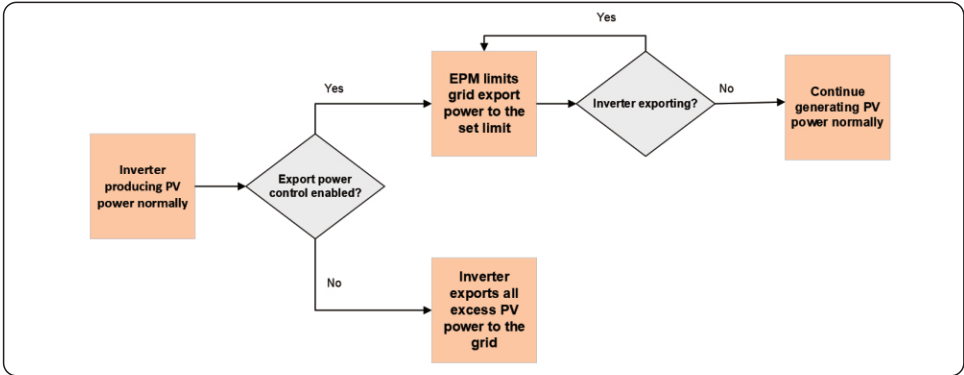 Yes
EPM limits
grid export
power to the
set limit
Inverter exporting?
No
Continue
generating PV
power normally
Yes
Inverter
producing PV
power normally
Export power
control enabled?
No
Inverter
exports all
excess PV
power to the
grid